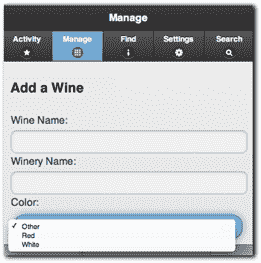 Manage
Activity Manage Find Settings Search
Add a Wine
Wine Name:
Winery Name:
Color:
✓ Other
Red
White